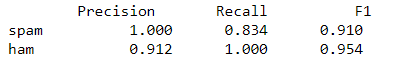 Precision Recall F1
spam 1.000 0.834 0.910
ham 0.912 1.000 0.954